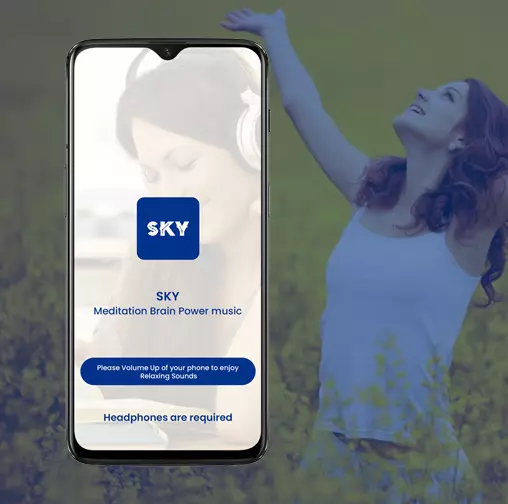 SKY
SKY
Meditation Brain Power music
Please Volume Up of your phone to enjoy
Relaxing Sounds
Headphones are required